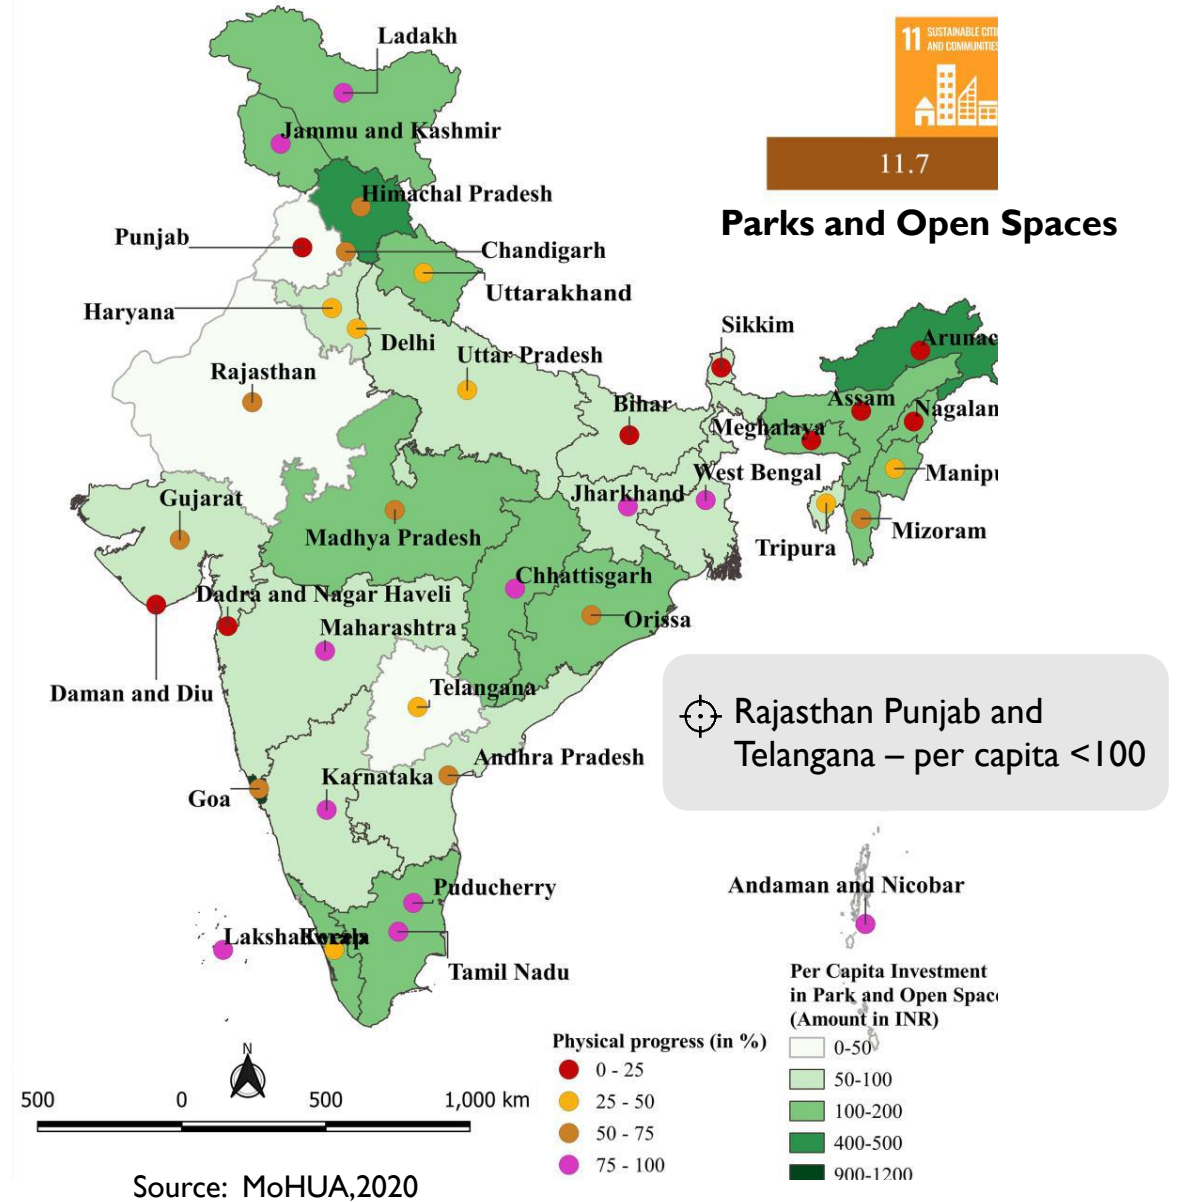 Ladakh
11 SUSTAINABLE CITI
AND COMMUNITIES
Jammu and Kashmir
11.7
Himachal Pradesh
Parks and Open Spaces
Punjab
Chandigarh
Uttarakhand
Haryana
Delhi
Sikkim
Arunac
Uttar Pradesh
Rajasthan
Bihar
Assam
Nagalan
Meghalaya
West Bengal
Manipu
Gujarat
Jharkhand
Madhya Pradesh
Mizoram
Tripura
Chhattisgarh
Dadra and Nagar Haveli
Orissa
Maharashtra
Daman and Diu
Telangana
Rajasthan Punjab and
Telangana – per capita <100
Andhra Pradesh
Karnataka
Goa
Puducherry
Andaman and Nicobar
Lakshadweep
Kerala
Tamil Nadu
Per Capita Investment
in Park and Open Space
(Amount in INR)
0-50
50-100
100-200
400-500
900-1200
Physical progress (in %)
0 - 25
25 - 50
50 - 75
75 - 100
N
500 0 500 1,000 km
Source: MoHUA,2020